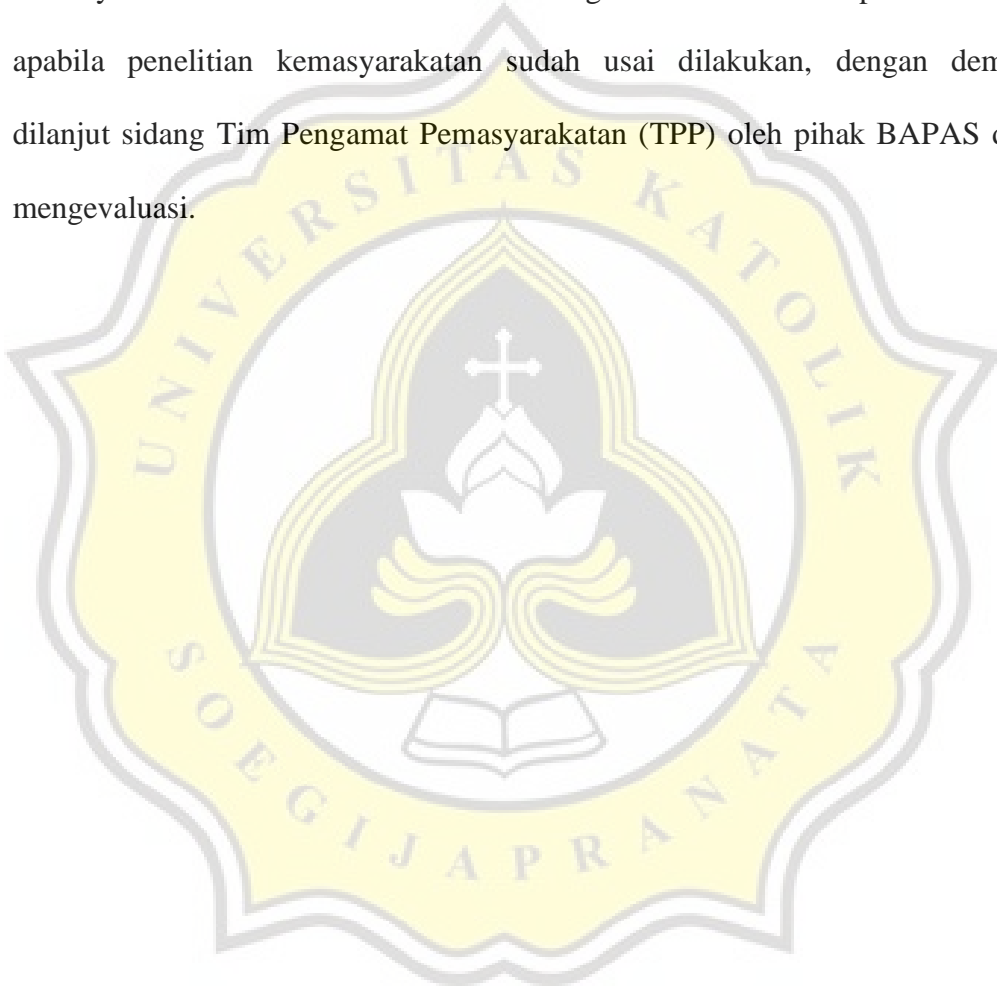 apabila penelitian kemasyarakatan sudah usai dilakukan, dengan
dilanjut sidang Tim Pengamat Pemasyarakatan (TPP) oleh pihak BAPAS
mengevaluasi.
UNIVERSITAS KATOLIK
SOEGIJAPRANATA